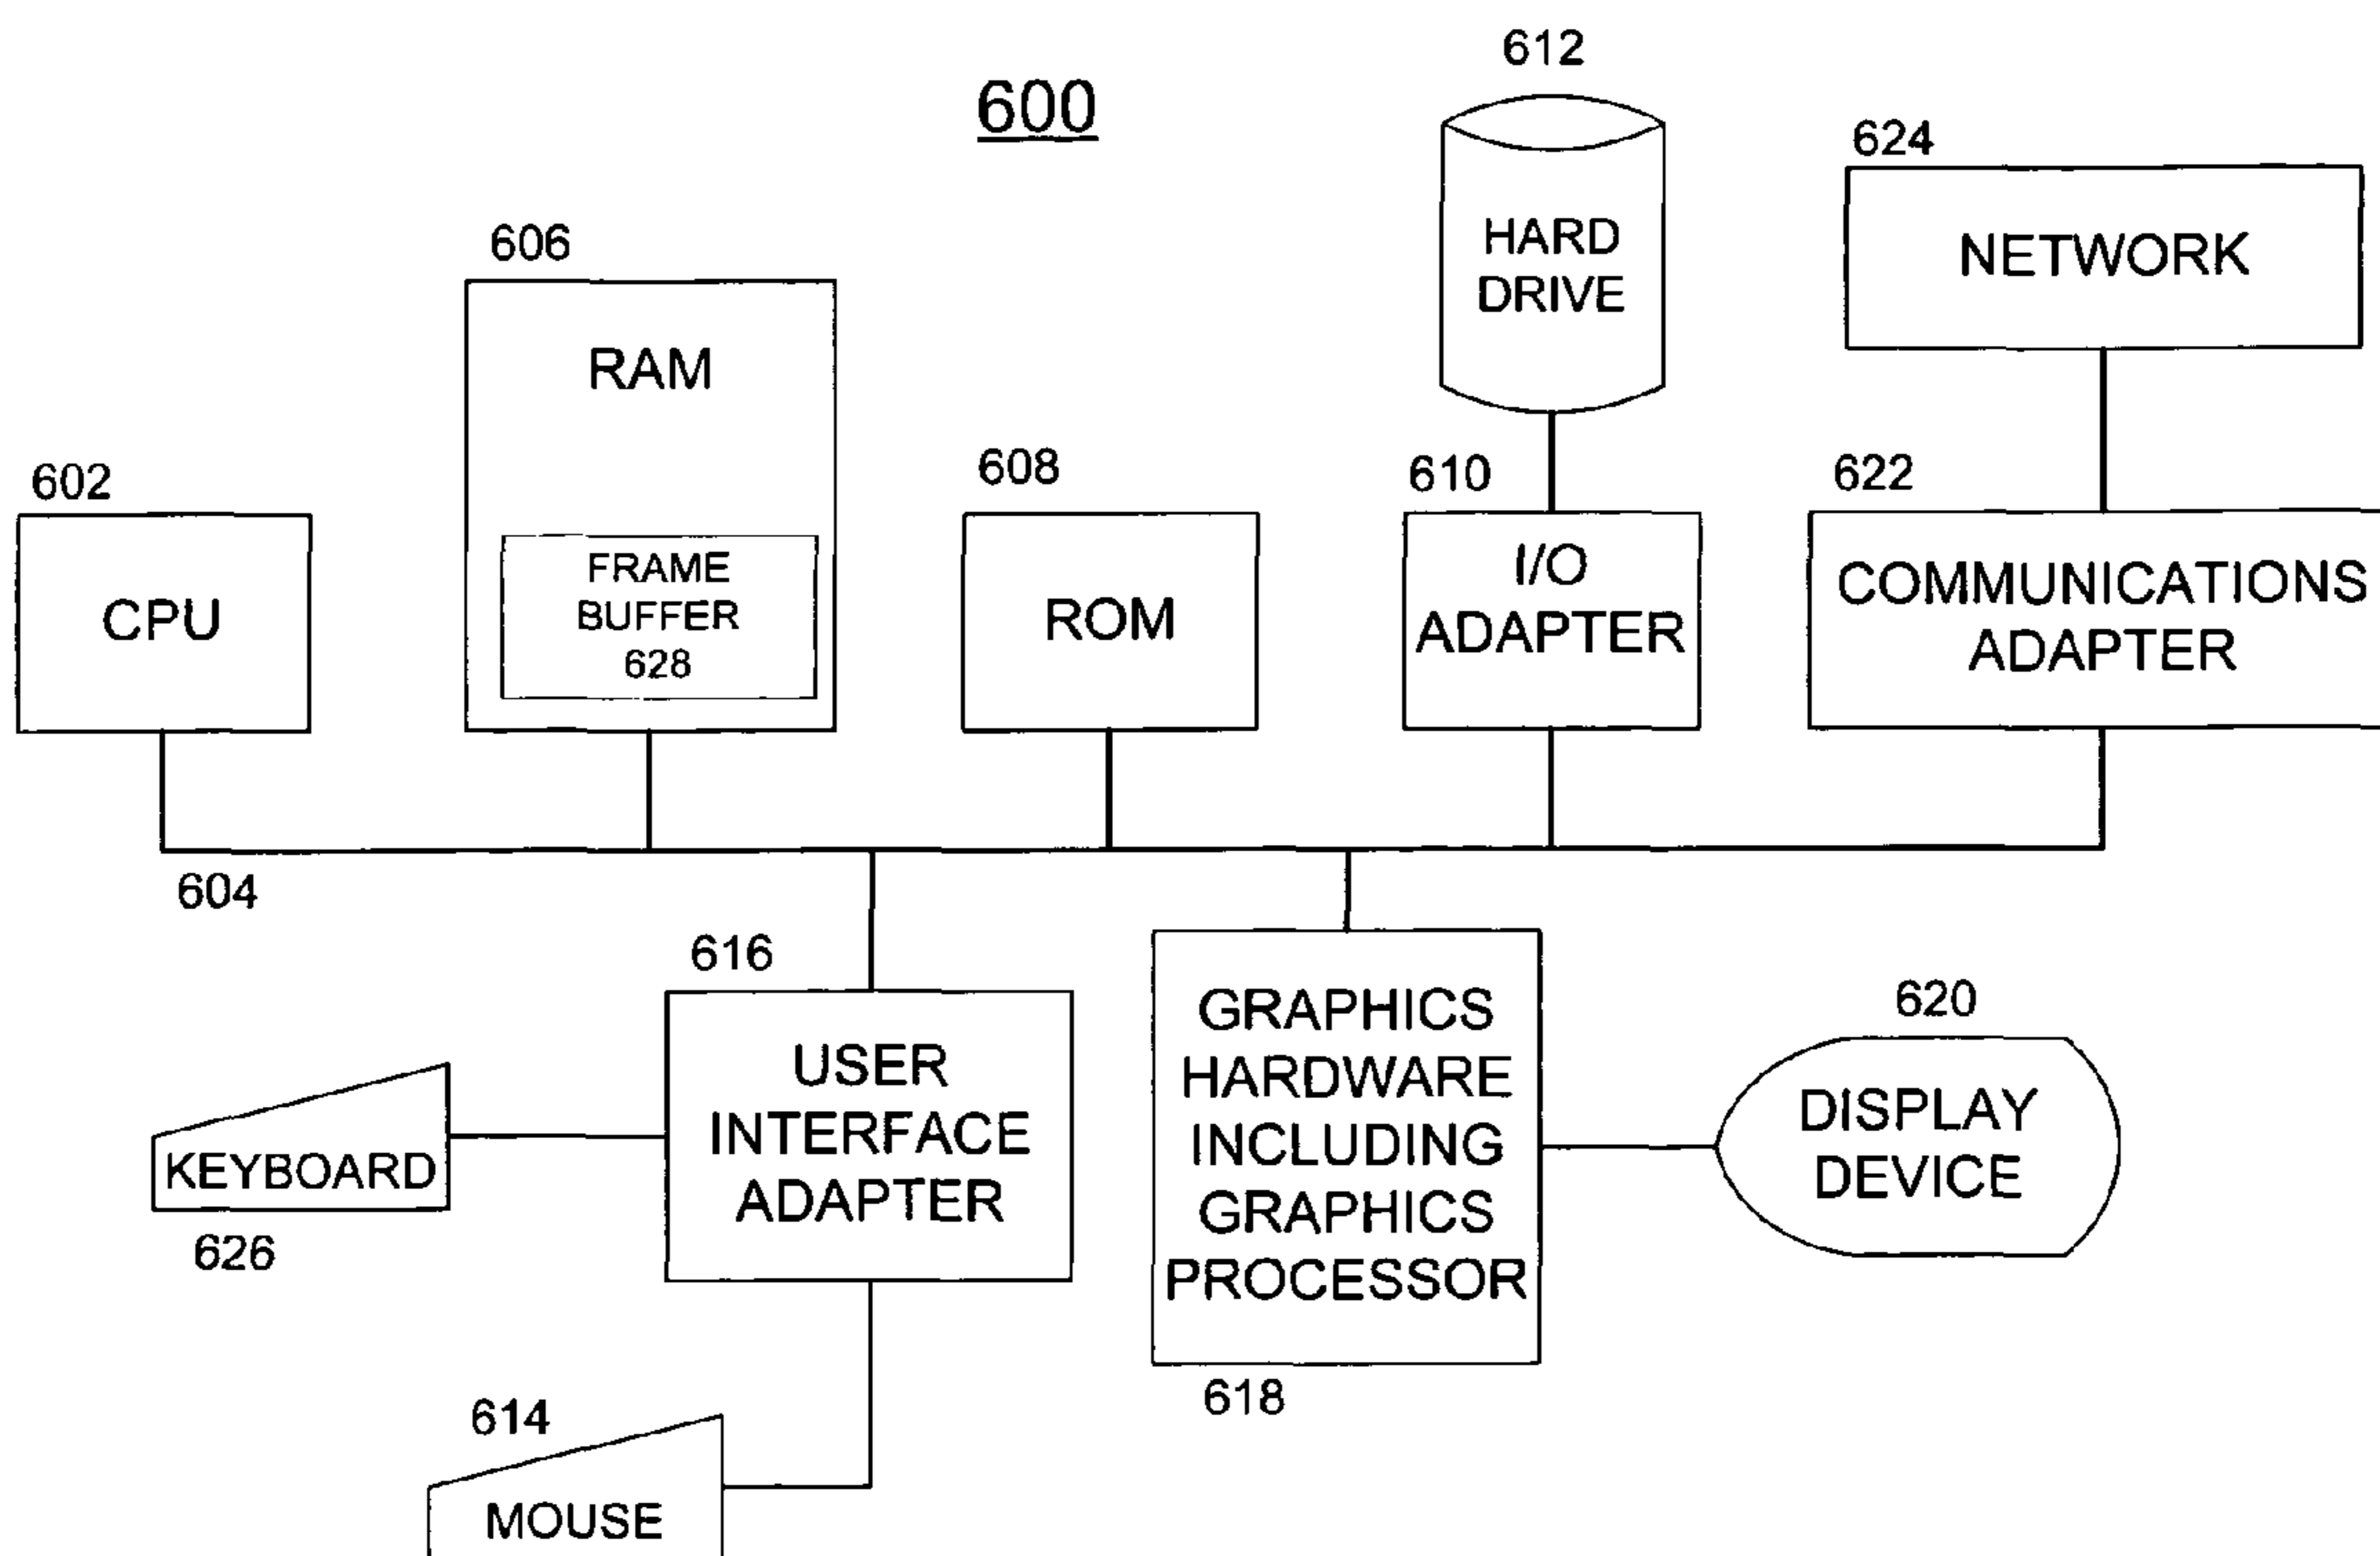 600
612
HARD
DRIVE
624
NETWORK
606
RAM
FRAME
BUFFER
628
602
CPU
608
ROM
610
I/O
ADAPTER
622
COMMUNICATIONS
ADAPTER
604
616
USER
INTERFACE
ADAPTER
GRAPHICS
HARDWARE
INCLUDING
GRAPHICS
PROCESSOR
618
620
DISPLAY
DEVICE
KEYBOARD
626
614
MOUSE